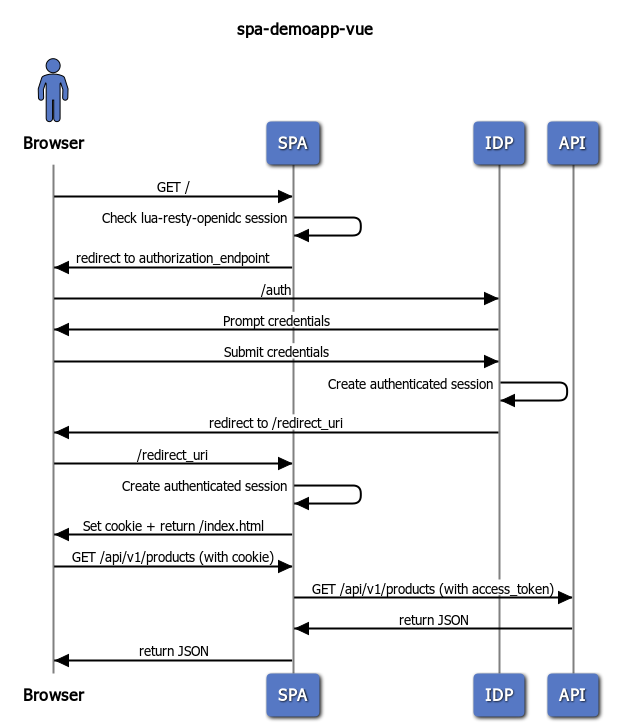 spa-demoapp-vue
Browser
SPA
IDP
API
GET /
Check lua-resty-openidc session
redirect to authorization_endpoint
/auth
Prompt credentials
Submit credentials
Create authenticated session
redirect to /redirect_uri
/redirect_uri
Create authenticated session
Set cookie + return /index.html
GET /api/v1/products (with cookie)
GET /api/v1/products (with access_token)
return JSON
return JSON
Browser
SPA
IDP
API